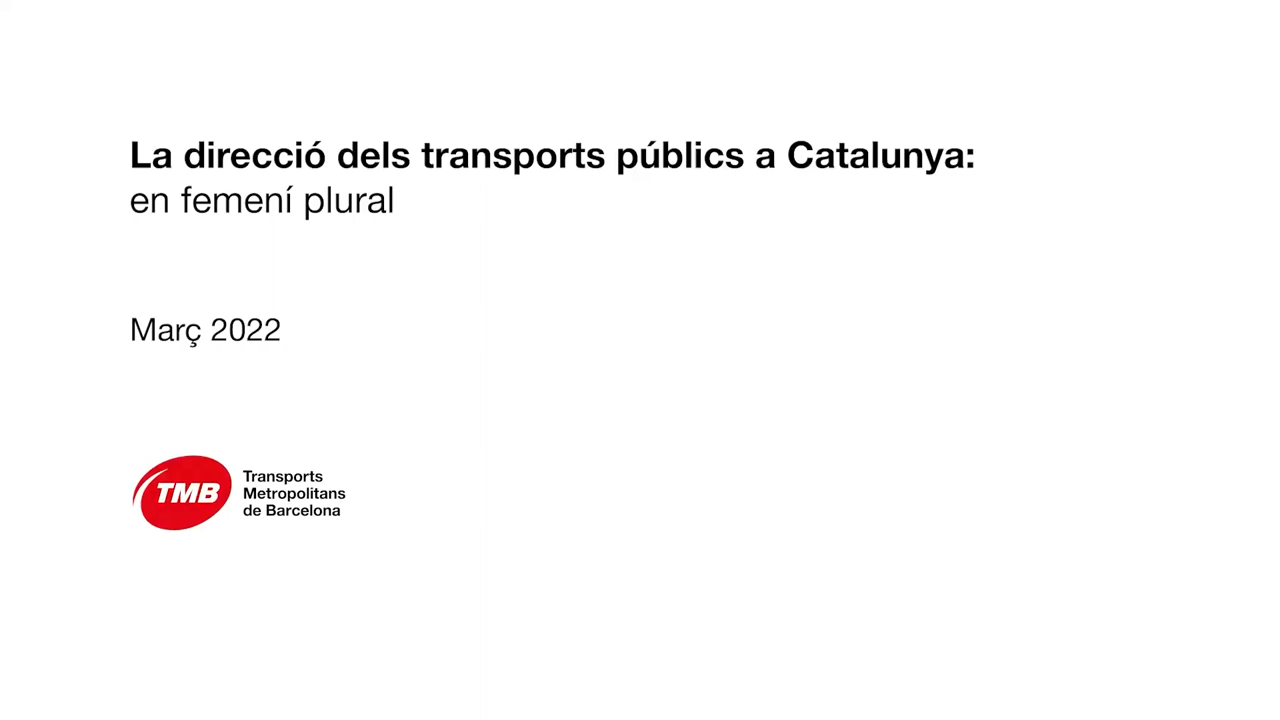 La direcció dels transports públics a Catalunya:
en femení plural
Març 2022
TMB
Transports
Metropolitans
de Barcelona